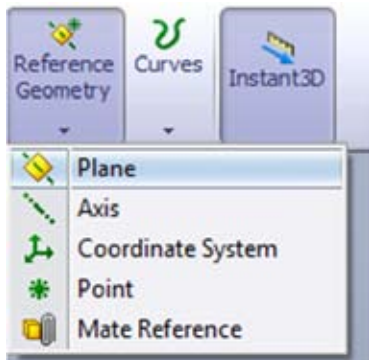 Reference
Geometry
Curves
Instant3D
Plane
Axis
Coordinate System
Point
Mate Reference